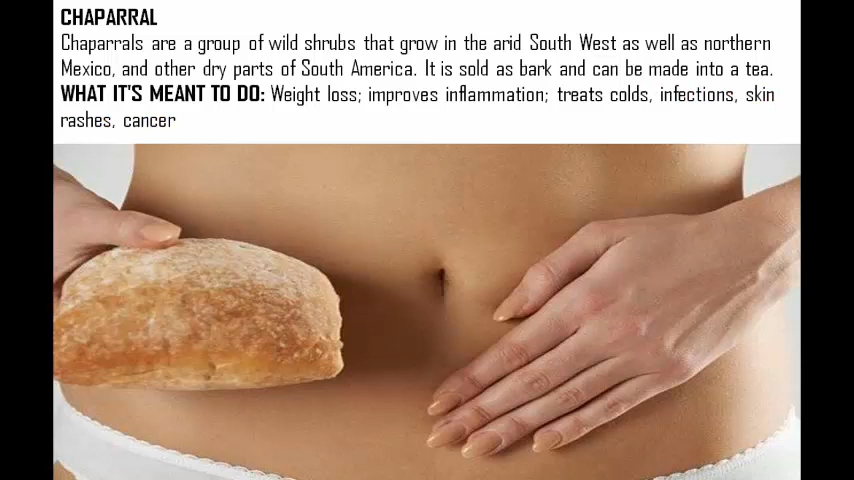 CHAPARRAL
Chaparrals are a group of wild shrubs that grow in the arid South West as well as northern
Mexico, and other dry parts of South America. It is sold as bark and can be made into a tea.
WHAT IT'S MEANT TO DO: Weight loss; improves inflammation; treats colds, infections, skin
rashes, cancer